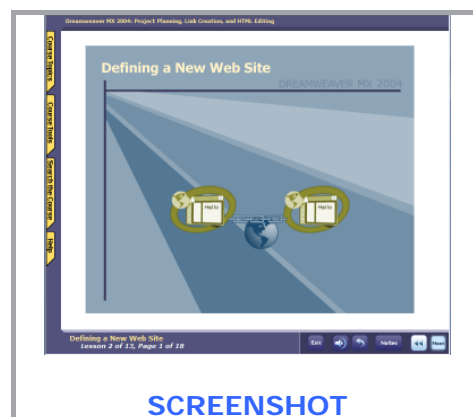 Dreamweaver MX 2004: Project Planning, Link Creation, and HTML Editing
Course Topics
Course Tools
Search the Course
Help
Defining a New Web Site
DREAMWEAVER MX 2004
Hello
Hello
Defining a New Web Site
Lesson 2 of 13, Page 1 of 18
Exit
Notes
Next
SCREENSHOT